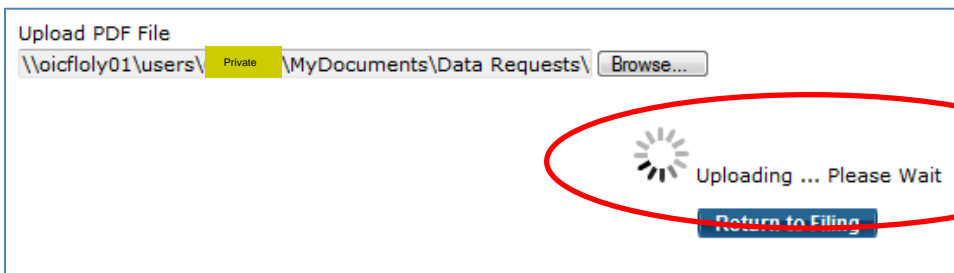 Upload PDF File
\\oicfloly01\users\ Private \MyDocuments\Data Requests\ Browse...
Uploading ... Please Wait
Return to Filing